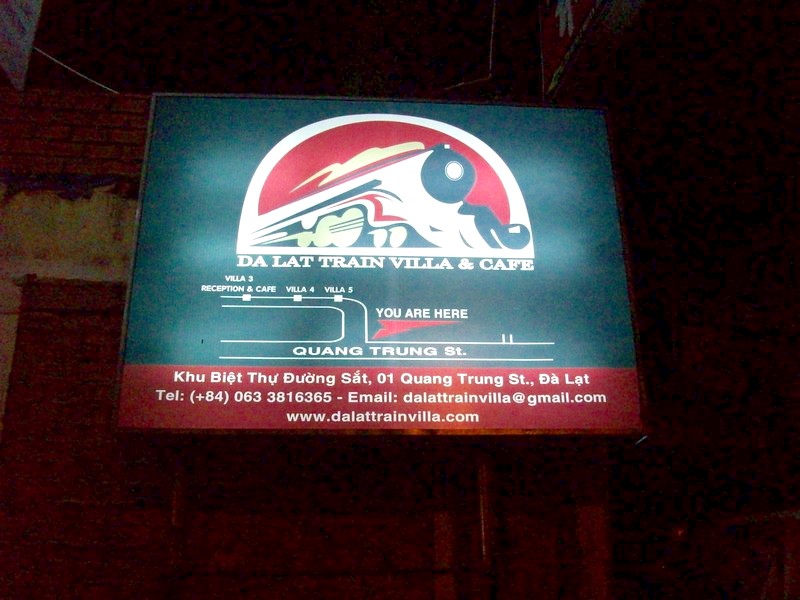 DA LAT TRAIN VILLA & CAFE
VILLA 3
RECEPTION & CAFE VILLA 4 VILLA 5
YOU ARE HERE
QUANG TRUNG St.
Khu Biệt Thự Đường Sắt, 01 Quang Trung St., Đà Lạt
Tel: (+84) 063 3816365 - Email: dalattrainvilla@gmail.com
www.dalattrainvilla.com